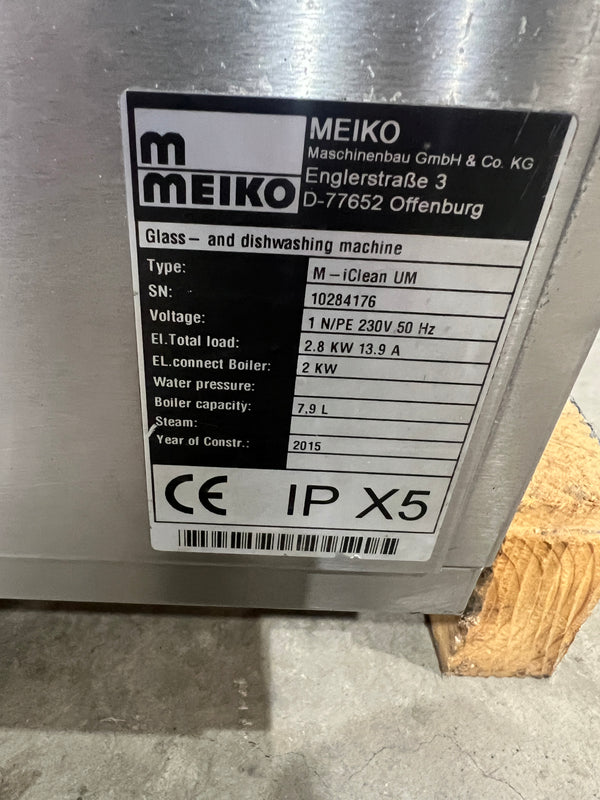 m
MEIKO
MEIKO
Maschinenbau GmbH & Co. KG
Englerstraße 3
D-77652 Offenburg
Glass- and dishwashing machine
Type: M-iClean UM
SN: 10284176
Voltage: 1 N/PE 230V 50 Hz
El.Total load: 2.8 KW 13.9 A
EL.connect Boiler: 2 KW
Water pressure:
Boiler capacity: 7,9 L
Steam:
Year of Constr.: 2015
CE IP X5